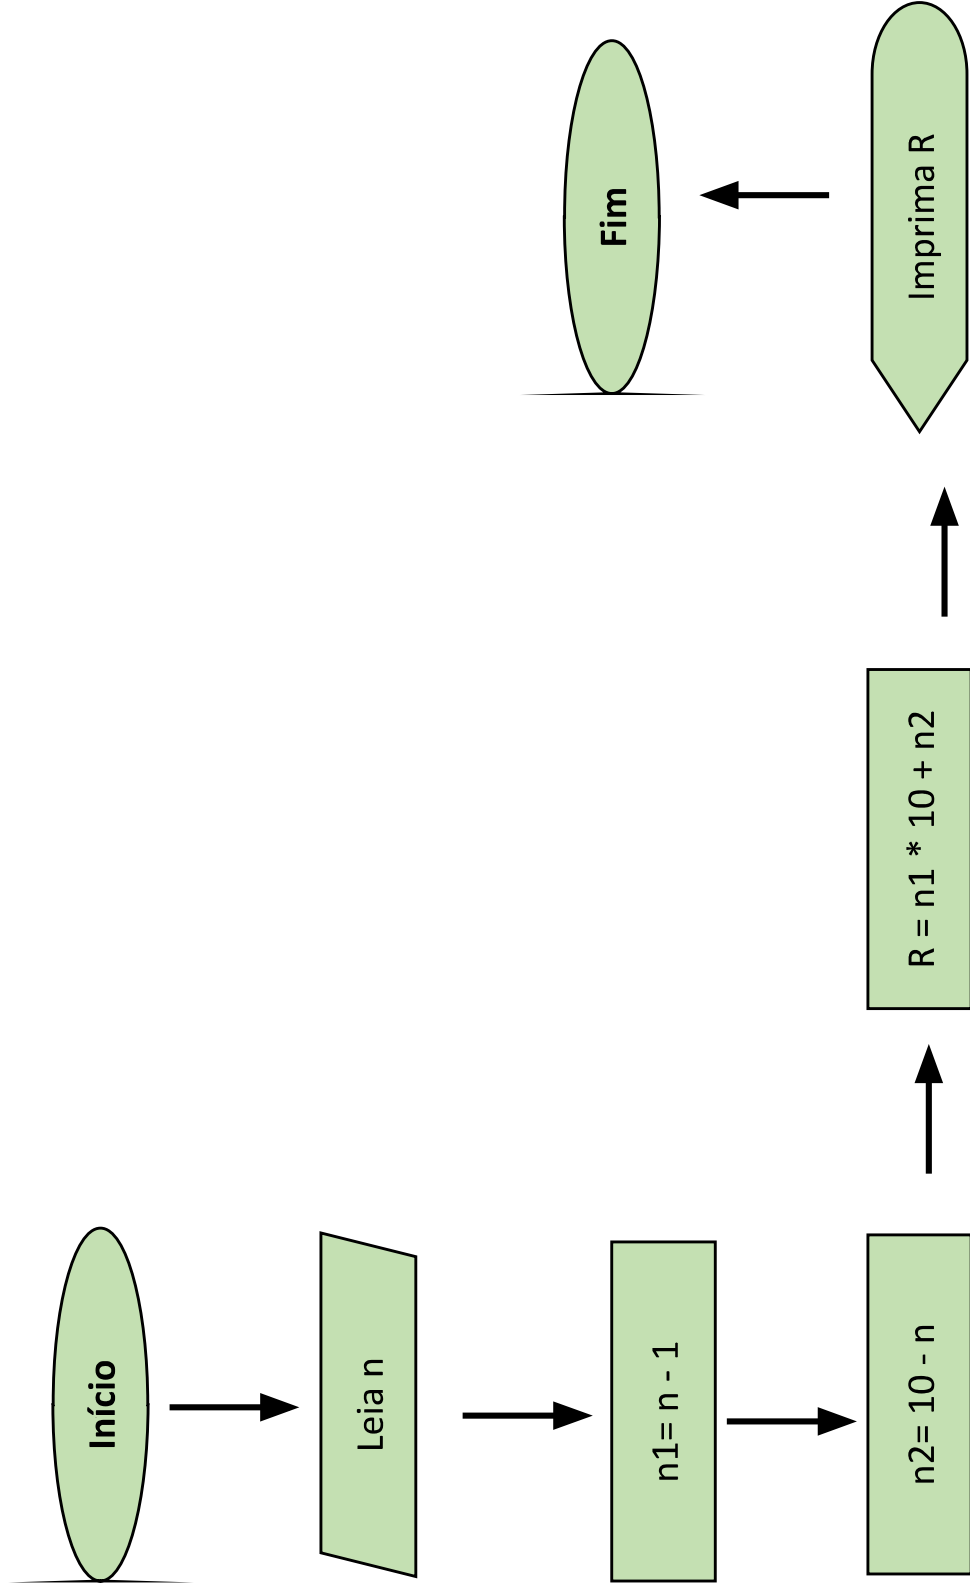 Início
Leia n
n1= n - 1
n2= 10 - n
R = n1 * 10 + n2
Imprima R
Fim